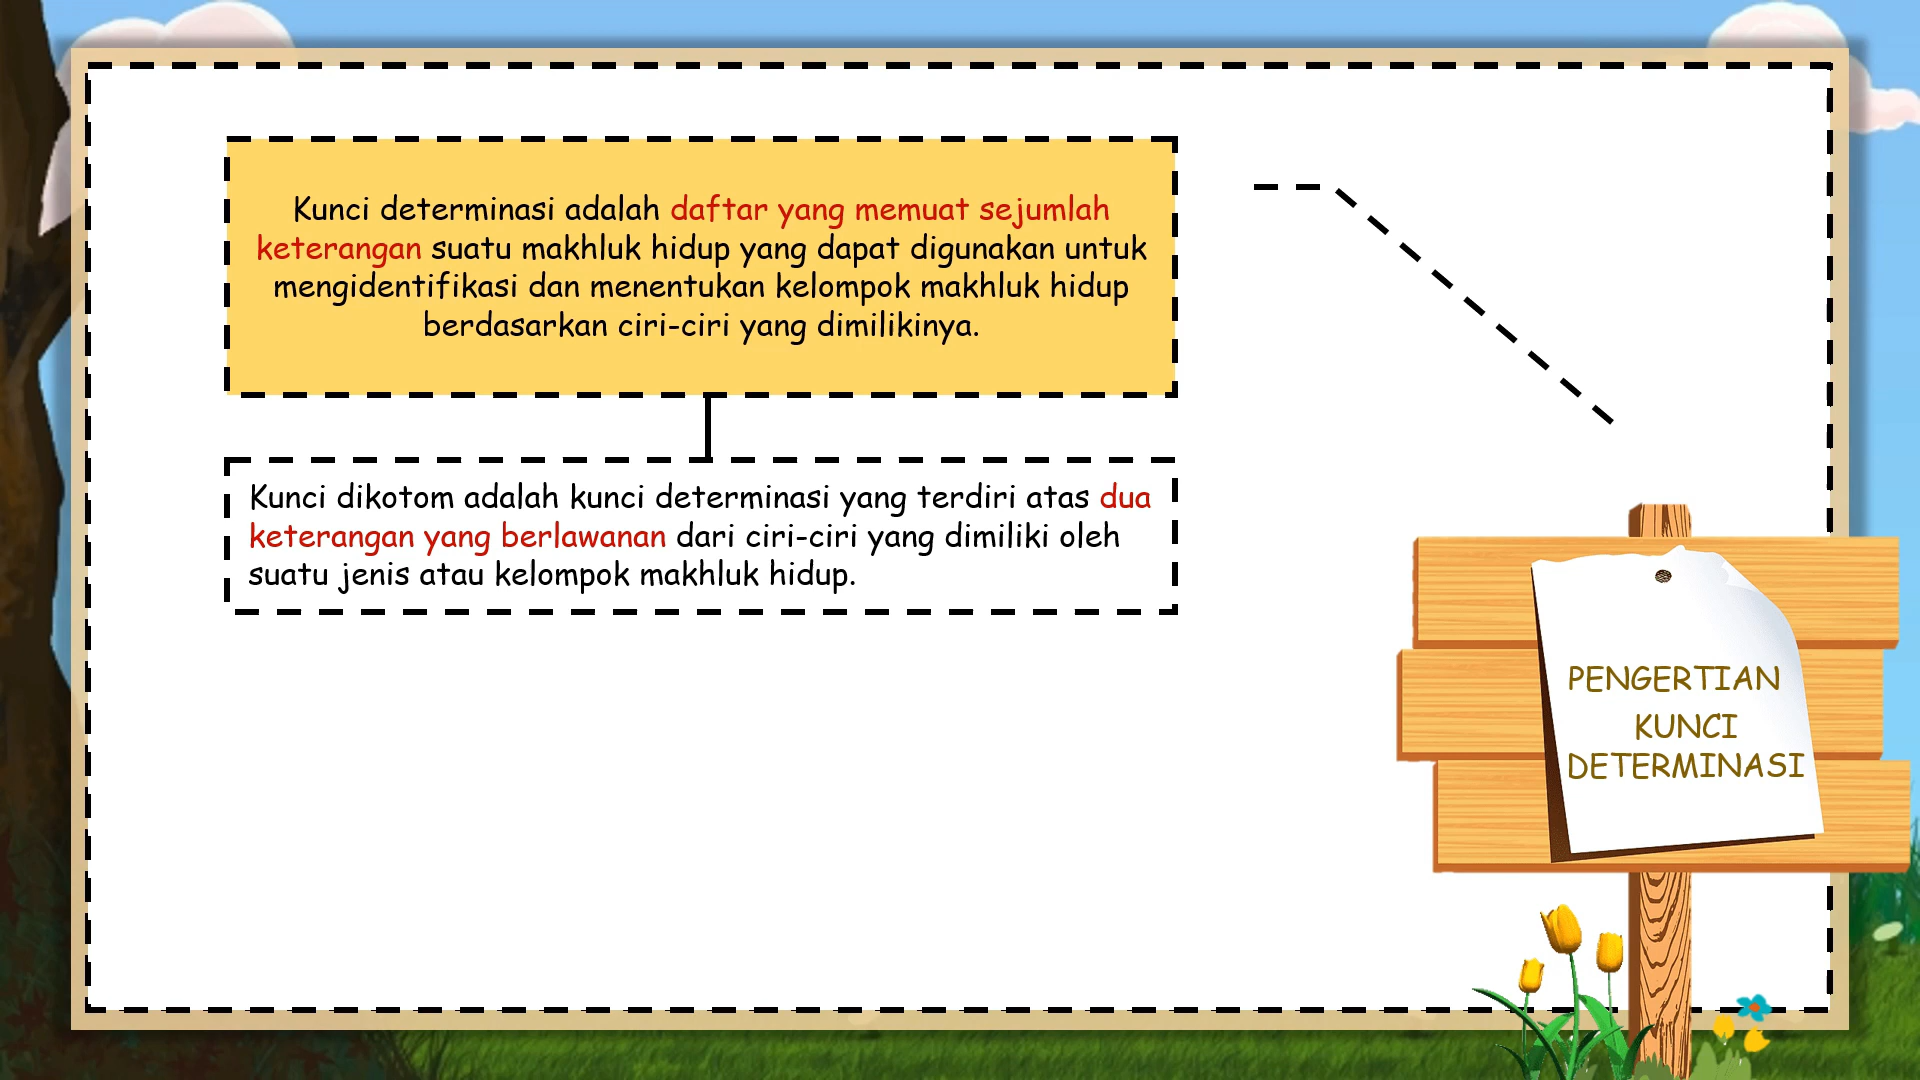 Kunci determinasi adalah daftar yang memuat sejumlah
keterangan suatu makhluk hidup yang dapat digunakan untuk
mengidentifikasi dan menentukan kelompok makhluk hidup
berdasarkan ciri-ciri yang dimilikinya.
Kunci dikotom adalah kunci determinasi yang terdiri atas dua
keterangan yang berlawanan dari ciri-ciri yang dimiliki oleh
suatu jenis atau kelompok makhluk hidup.
PENGERTIAN
KUNCI
DETERMINASI